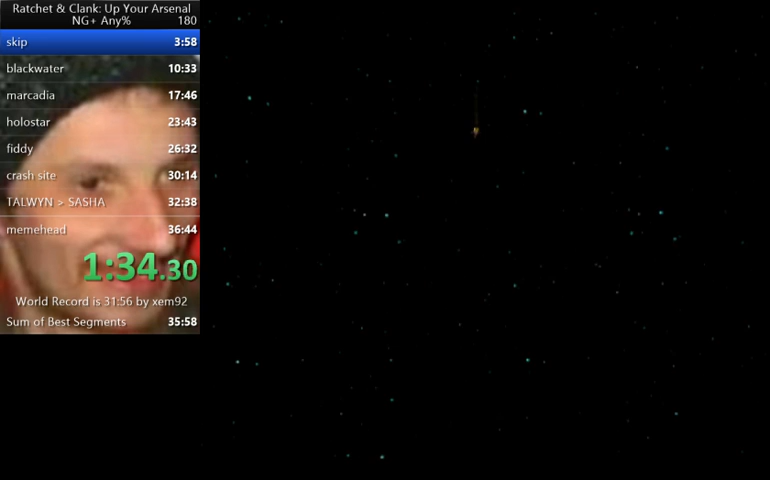 Ratchet & Clank: Up Your Arsenal
NG+ Any% 180
skip 3:58
blackwater 10:33
marcadia 17:46
holostar 23:43
fiddy 26:32
crash site 30:14
TALWYN > SASHA 32:38
memehead 36:44
1:34.30
World Record is 31:56 by xem92
Sum of Best Segments 35:58